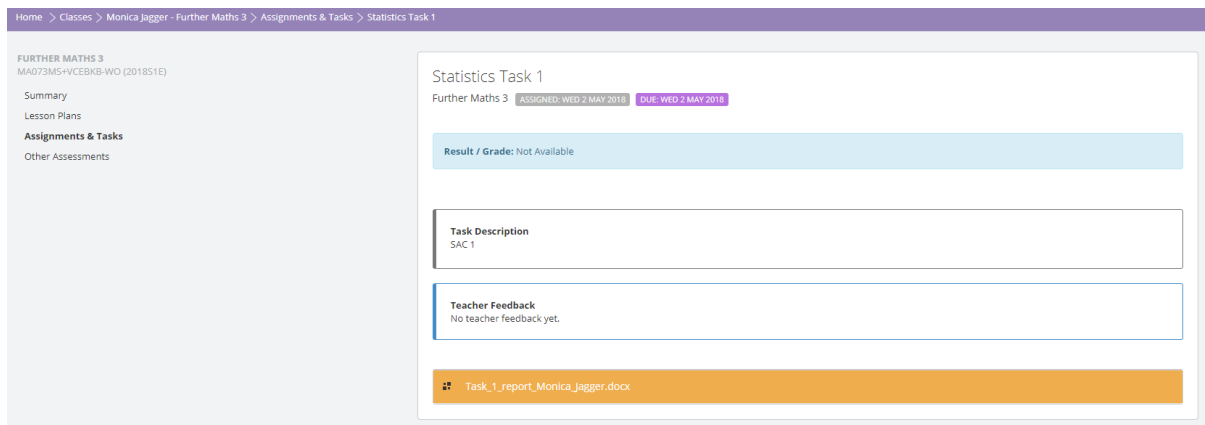 Home > Classes > Monica Jagger - Further Maths 3 > Assignments & Tasks > Statistics Task 1
FURTHER MATHS 3
MA073MS+VCEBKB-WO (2018S1E)
Summary
Lesson Plans
Assignments & Tasks
Other Assessments
Statistics Task 1
Further Maths 3 ASSIGNED: WED 2 MAY 2018 DUE: WED 2 MAY 2018
Result / Grade: Not Available
Task Description
SAC 1
Teacher Feedback
No teacher feedback yet.
Task_1_report_Monica_Jagger.docx